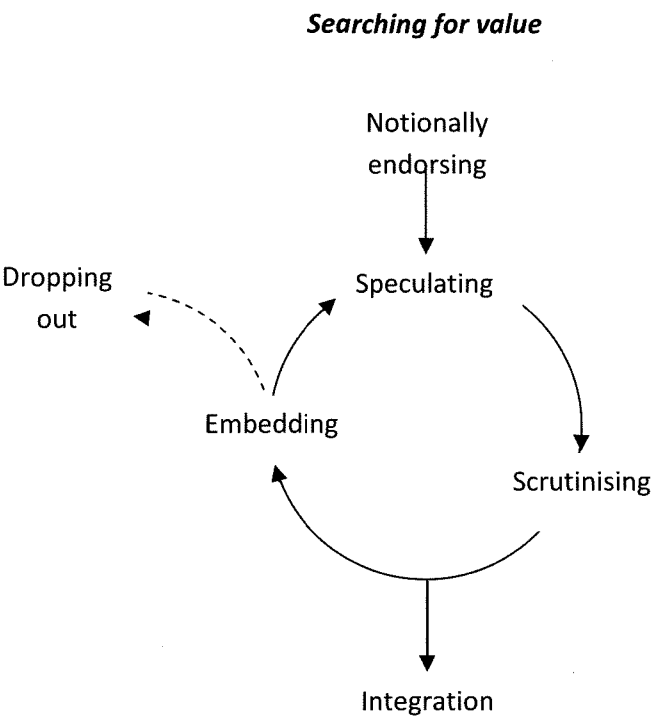 Searching for value
Notionally
endorsing
Speculating
Dropping
out
Embedding
Scrutinising
Integration